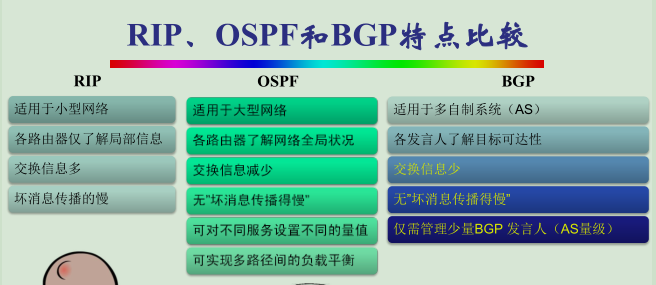 RIP、OSPF和BGP特点比较
RIP
适用于小型网络
各路由器仅了解局部信息
交换信息多
坏消息传播的慢
OSPF
适用于大型网络
各路由器了解网络全局状况
交换信息减少
无"坏消息传播得慢"
可对不同服务设置不同的量值
可实现多路径间的负载平衡
BGP
适用于多自制系统（AS）
各发言人了解目标可达性
交换信息少
无"坏消息传播得慢"
仅需管理少量BGP 发言人（AS量级）